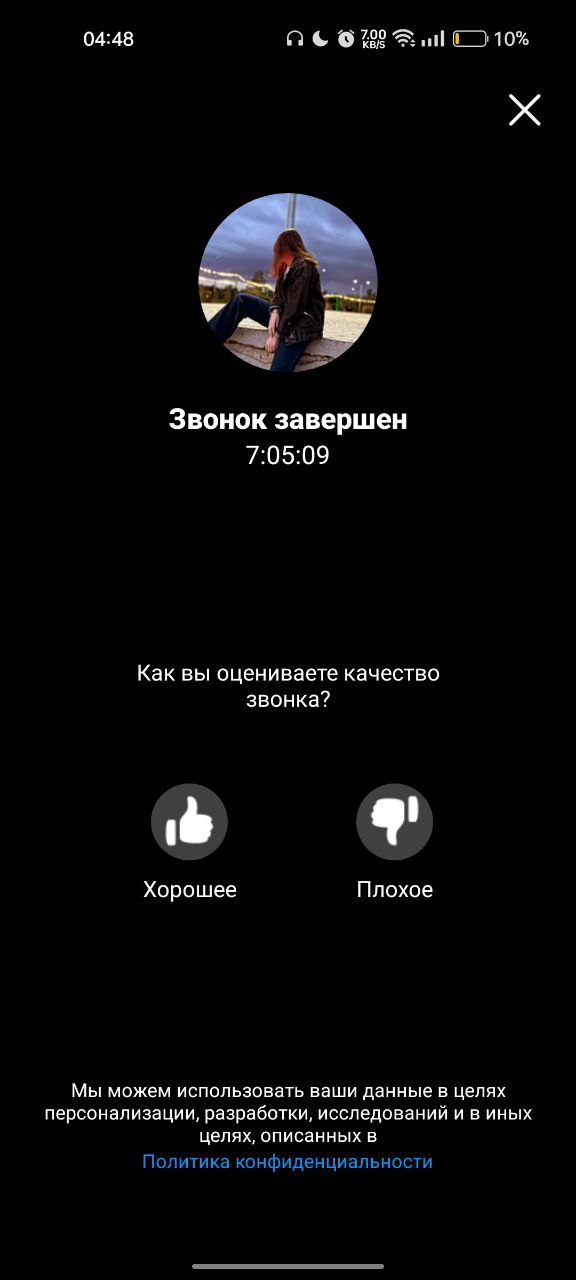 04:48
7.00
KB/S
10%
Звонок завершен
7:05:09
Как вы оцениваете качество
звонка?
Хорошее
Плохое
Мы можем использовать ваши данные в целях
персонализации, разработки, исследований и в иных
целях, описанных в
Политика конфиденциальности